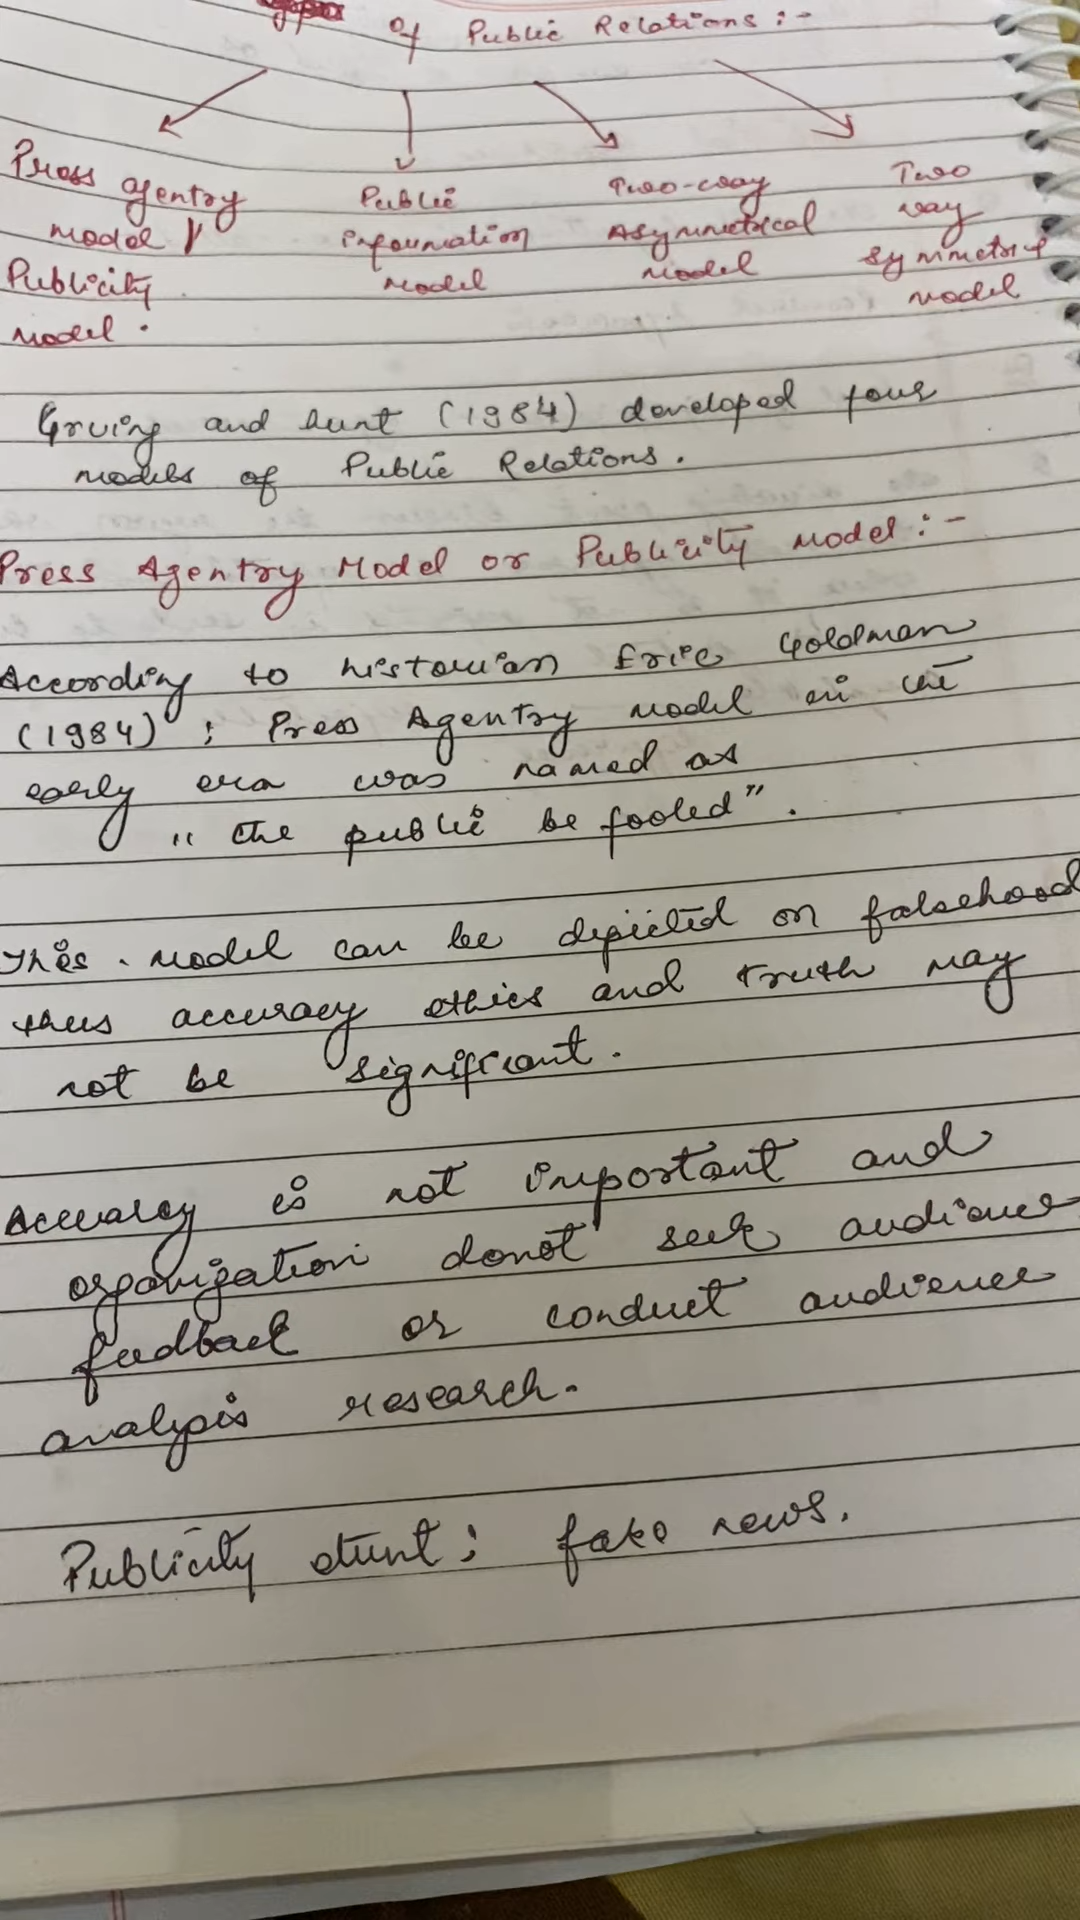 of Public Relations :-
Press agentry model / Publicity model.
Public information model
Two-way Asymmetrical model
Two way symmetric model
Gruing and hunt (1984) developed four
models of Public Relations.
Press Agentry Model or Publicity model :-
According to historian Eric Goldman
(1984) ; Press Agentry model in the
early era was named as
" the public be fooled".
This model can be depicted on falsehood
thus accuracy ethics and truth may
not be significant.
Accuracy is not important and
organization donot seek audience
feedback or conduct audience
analysis research.
Publicity stunt ; fake news.